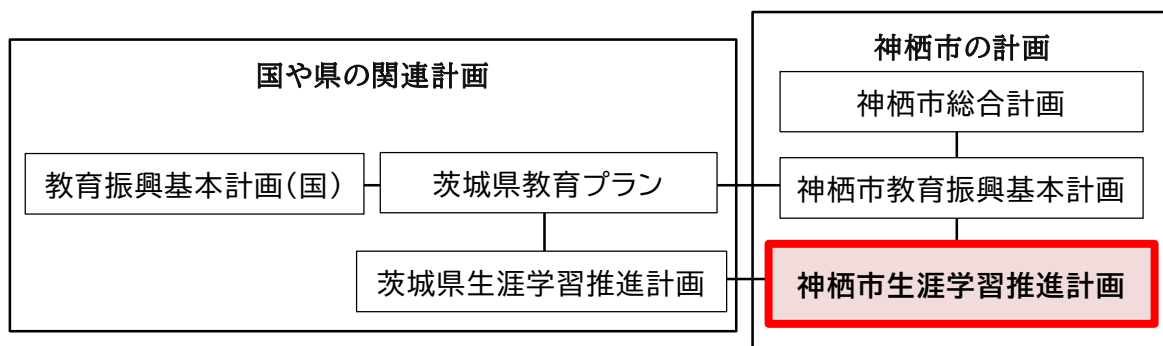 国や県の関連計画
教育振興基本計画(国)
茨城県教育プラン
茨城県生涯学習推進計画
神栖市の計画
神栖市総合計画
神栖市教育振興基本計画
神栖市生涯学習推進計画